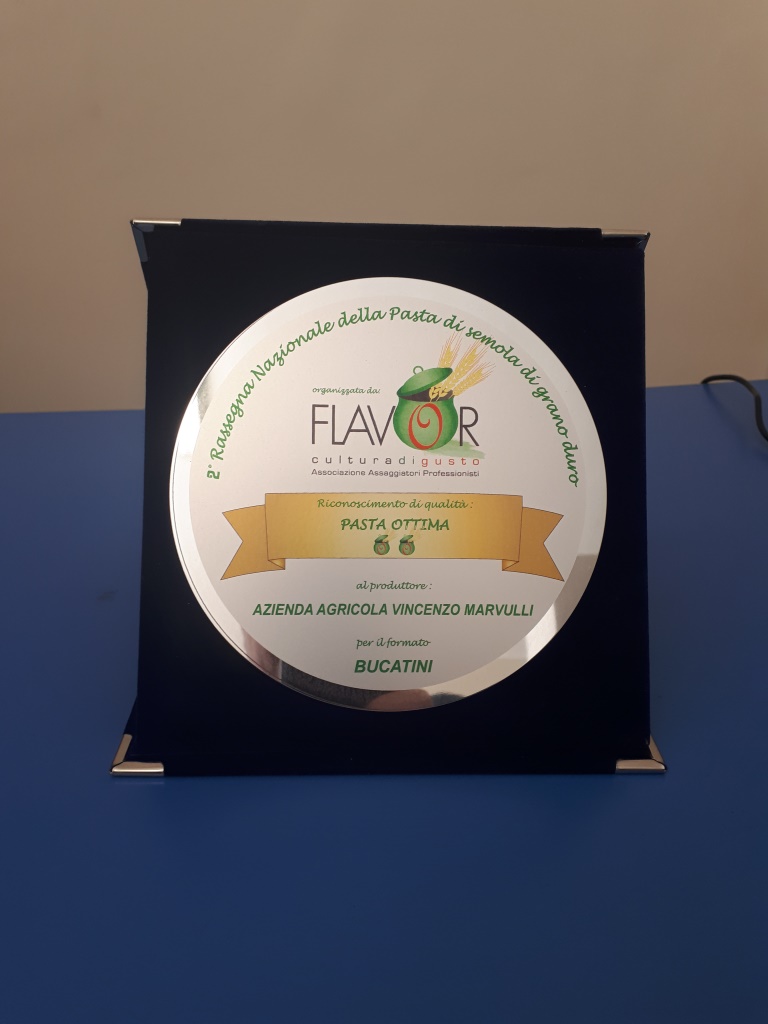 2ª Rassegna Nazionale della Pasta di semola di grano duro
organizzata da:
FLAVOR
culturadigusto
Associazione Assaggiatori Professionisti
Riconoscimento di qualità :
PASTA OTTIMA
al produttore :
AZIENDA AGRICOLA VINCENZO MARVULLI
per il formato
BUCATINI